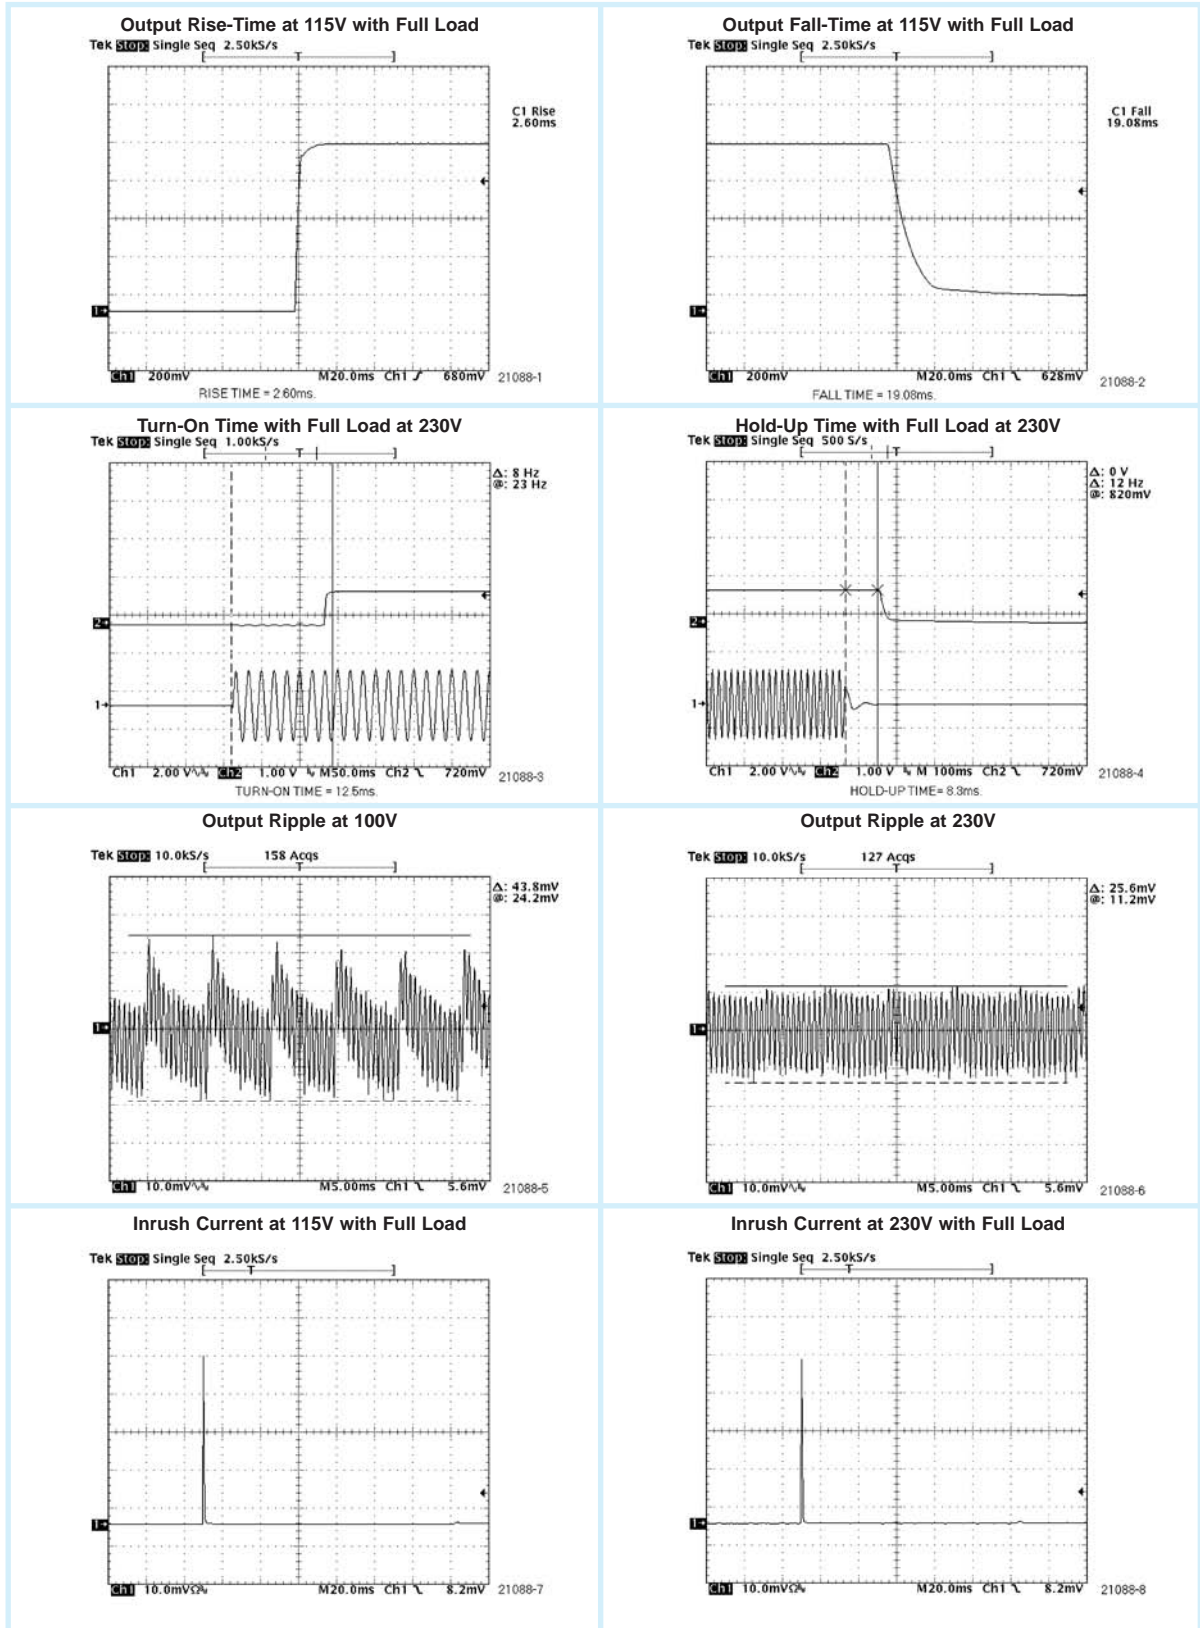 Output Rise-Time at 115V with Full Load
Tek Stop: Single Seq 2.50kS/s
T
C1 Rise
2.60ms
1→
Ch1 200mV M20.0ms Ch1 680mV
21088-1
RISE TIME = 2.60ms.
Output Fall-Time at 115V with Full Load
Tek Stop: Single Seq 2.50kS/s
T
C1 Fall
19.08ms
1→
Ch1 200mV M20.0ms Ch1 628mV
21088-2
FALL TIME = 19.08ms.
Turn-On Time with Full Load at 230V
Tek Stop: Single Seq 1.00kS/s
T
Δ: 8 Hz
@: 23 Hz
2→
1→
Ch1 2.00 V Ch2 1.00 V M50.0ms Ch2 720mV
21088-3
TURN-ON TIME = 12.5ms.
Hold-Up Time with Full Load at 230V
Tek Stop: Single Seq 500 S/s
T
Δ: 0 V
Δ: 12 Hz
@: 820mV
2→
1→
Ch1 2.00 V Ch2 1.00 V M 100ms Ch2 720mV
21088-4
HOLD-UP TIME= 8.3ms.
Output Ripple at 100V
Tek Stop: 10.0kS/s 158 Acqs
T
Δ: 43.8mV
@: 24.2mV
1→
Ch1 10.0mV M5.00ms Ch1 5.6mV
21088-5
Output Ripple at 230V
Tek Stop: 10.0kS/s 127 Acqs
T
Δ: 25.6mV
@: 11.2mV
1→
Ch1 10.0mV M5.00ms Ch1 5.6mV
21088-6
Inrush Current at 115V with Full Load
Tek Stop: Single Seq 2.50kS/s
T
1→
Ch1 10.0mVΩ M20.0ms Ch1 8.2mV
21088-7
Inrush Current at 230V with Full Load
Tek Stop: Single Seq 2.50kS/s
T
1→
Ch1 10.0mVΩ M20.0ms Ch1 8.2mV
21088-8